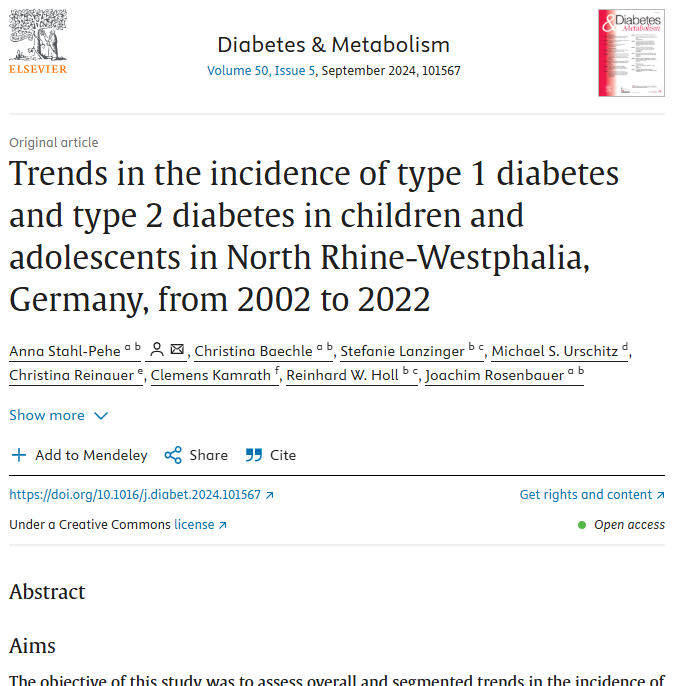 ELSEVIER
Diabetes & Metabolism
Volume 50, Issue 5, September 2024, 101567
&Diabetes
Metabolism
Original article
Trends in the incidence of type 1 diabetes
and type 2 diabetes in children and
adolescents in North Rhine-Westphalia,
Germany, from 2002 to 2022
Anna Stahl-Pehe a b, Christina Baechle a b, Stefanie Lanzinger b c, Michael S. Urschitz d,
Christina Reinauer e, Clemens Kamrath f, Reinhard W. Holl b c, Joachim Rosenbauer a b
Show more
Add to Mendeley Share Cite
https://doi.org/10.1016/j.diabet.2024.101567 ↗ Get rights and content ↗
Under a Creative Commons license ↗ Open access
Abstract
Aims
The objective of this study was to assess overall and segmented trends in the incidence of